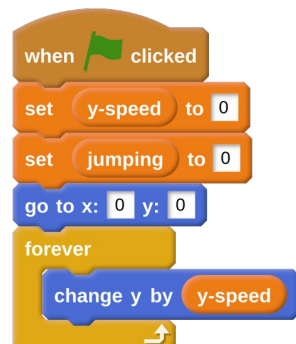 when clicked
set y-speed to 0
set jumping to 0
go to x: 0 y: 0
forever
change y by y-speed